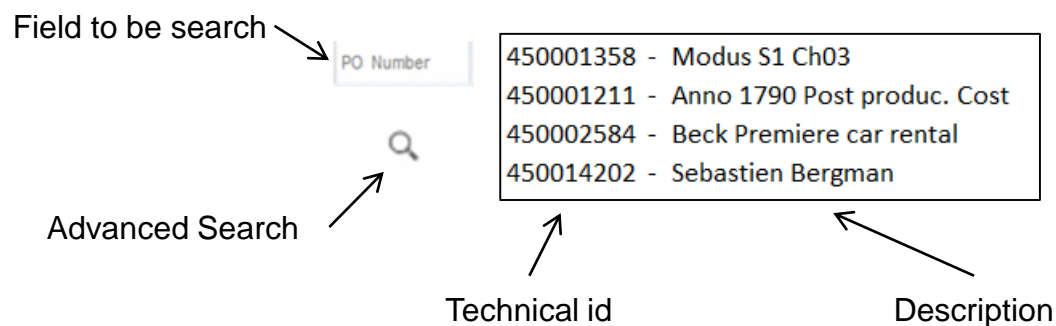 Field to be search
PO Number
450001358 - Modus S1 Ch03
450001211 - Anno 1790 Post produc. Cost
450002584 - Beck Premiere car rental
450014202 - Sebastien Bergman
Advanced Search
Technical id
Description